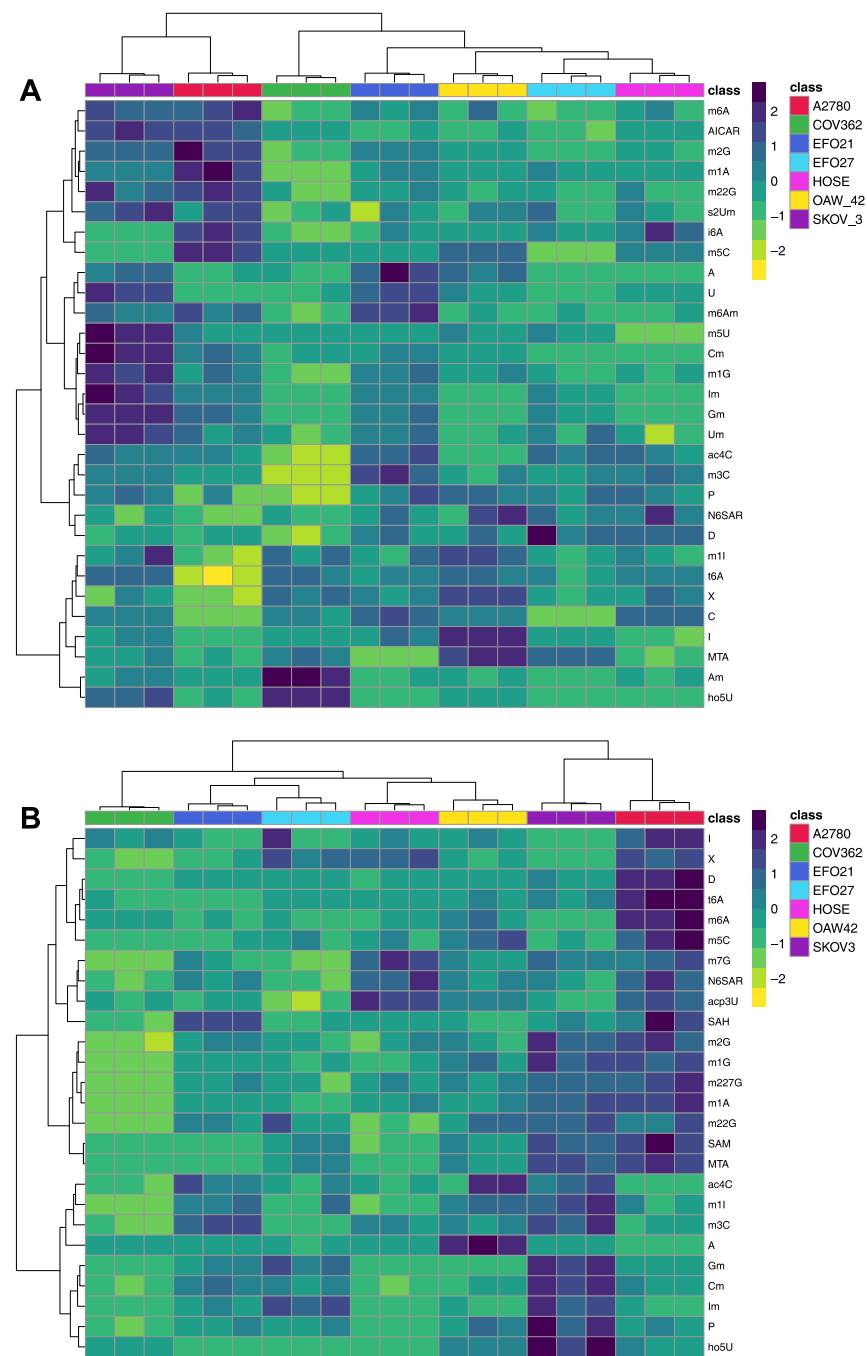 A
class
m6A
AICAR
m2G
m1A
m22G
s2Um
i6A
m5C
A
U
m6Am
m5U
Cm
m1G
Im
Gm
Um
ac4C
m3C
P
N6SAR
D
m1I
t6A
X
C
I
MTA
Am
ho5U
2
1
0
−1
−2
class
A2780
COV362
EFO21
EFO27
HOSE
OAW_42
SKOV_3
B
class
I
X
D
t6A
m6A
m5C
m7G
N6SAR
acp3U
SAH
m2G
m1G
m227G
m1A
m22G
SAM
MTA
ac4C
m1I
m3C
A
Gm
Cm
Im
P
ho5U
2
1
0
−1
−2
class
A2780
COV362
EFO21
EFO27
HOSE
OAW42
SKOV3